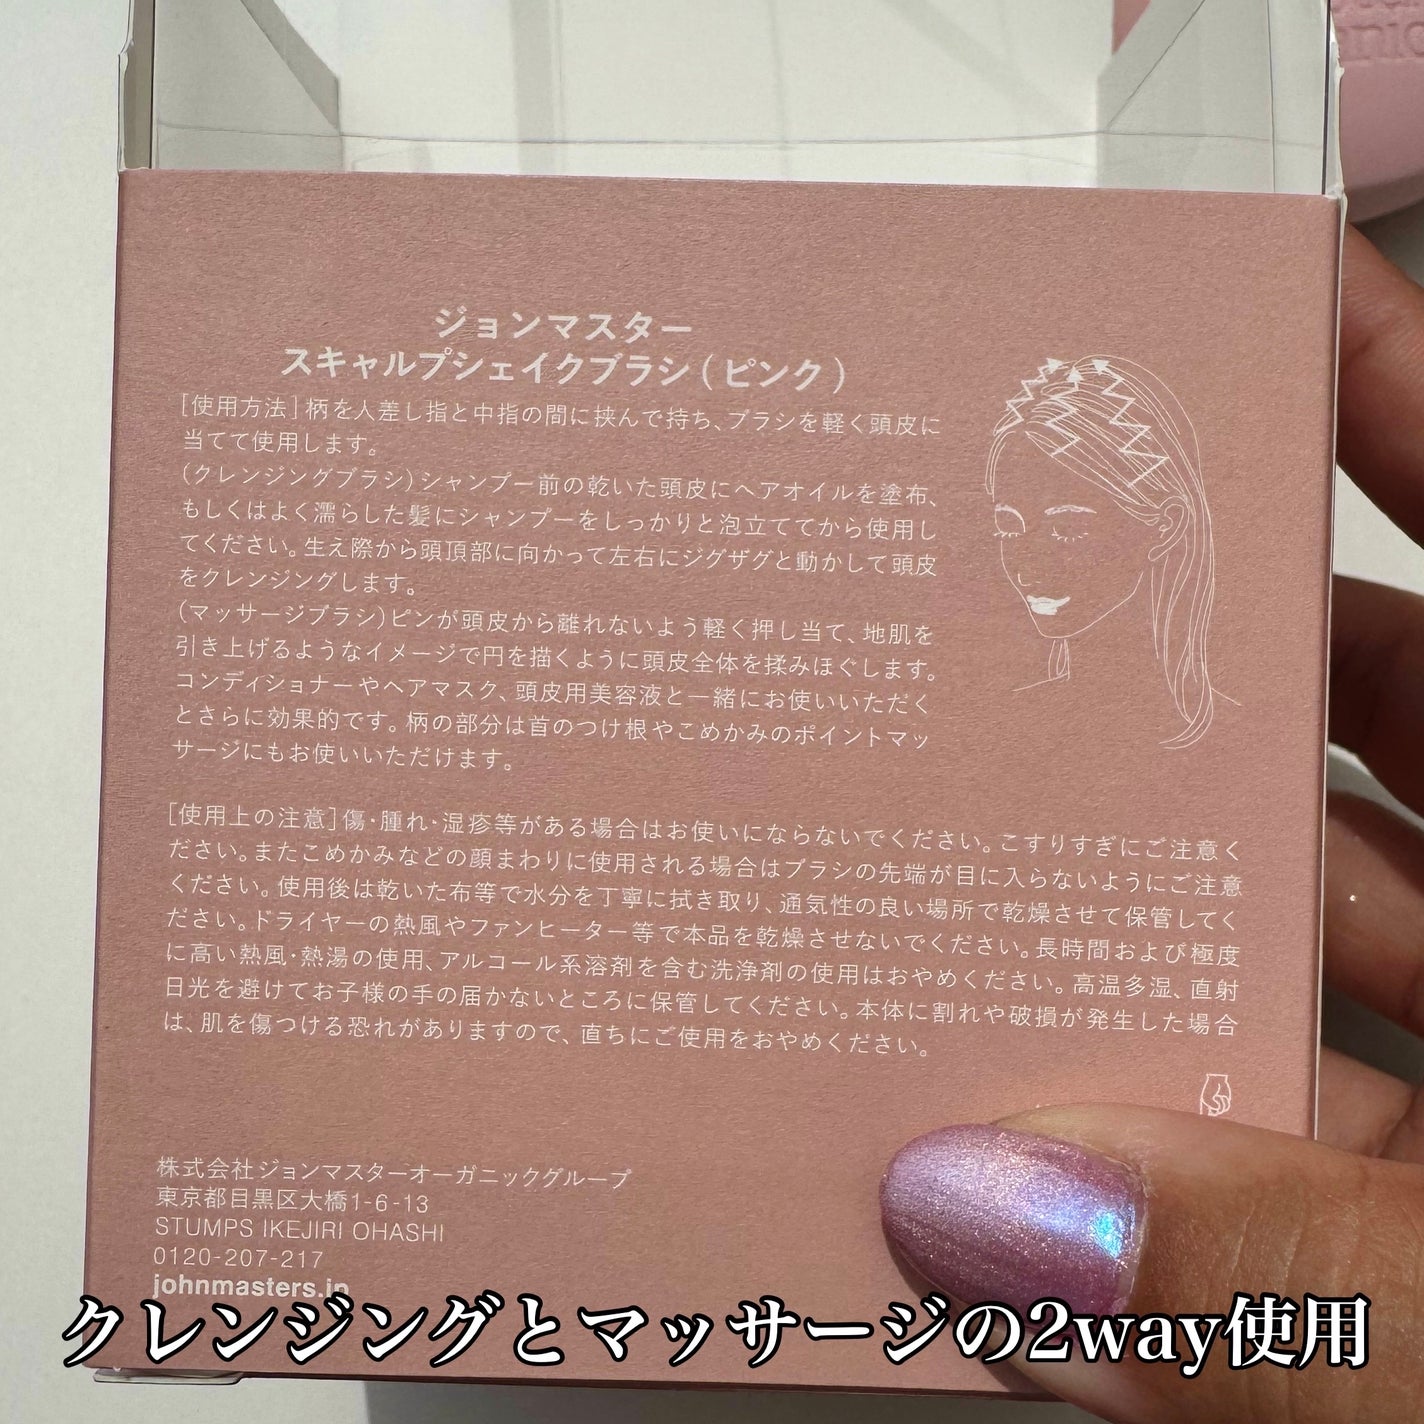 ジョンマスター
スキャルプシェイクブラシ(ピンク)
[使用方法]柄を人差し指と中指の間に挟んで持ち、ブラシを軽く頭皮に
当てて使用します。
(クレンジングブラシ)シャンプー前の乾いた頭皮にヘアオイルを塗布、
もしくはよく濡らした髪にシャンプーをしっかりと泡立ててから使用し
てください。生え際から頭頂部に向かって左右にジグザグと動かして頭皮
をクレンジングします。
(マッサージブラシ)ピンが頭皮から離れないよう軽く押し当て、地肌を
引き上げるようなイメージで円を描くように頭皮全体を揉みほぐします。
コンディショナーやヘアマスク、頭皮用美容液と一緒にお使いいただく
とさらに効果的です。柄の部分は首のつけ根やこめかみのポイントマッ
サージにもお使いいただけます。
[使用上の注意]傷・腫れ・湿疹等がある場合はお使いにならないでください。こすりすぎにご注意く
ださい。またこめかみなどの顔まわりに使用される場合はブラシの先端が目に入らないようにご注意
ください。使用後は乾いた布等で水分を丁寧に拭き取り、通気性の良い場所で乾燥させて保管してく
ださい。ドライヤーの熱風やファンヒーター等で本品を乾燥させないでください。長時間および極度
に高い熱風・熱湯の使用、アルコール系溶剤を含む洗浄剤の使用はおやめください。高温多湿、直射
日光を避けてお子様の手の届かないところに保管してください。本体に割れや破損が発生した場合
は、肌を傷つける恐れがありますので、直ちにご使用をおやめください。
株式会社ジョンマスターオーガニックグループ
東京都目黒区大橋1-6-13
STUMPS IKEJIRI OHASHI
0120-207-217
johnmasters.jp
クレンジングとマッサージの2way使用